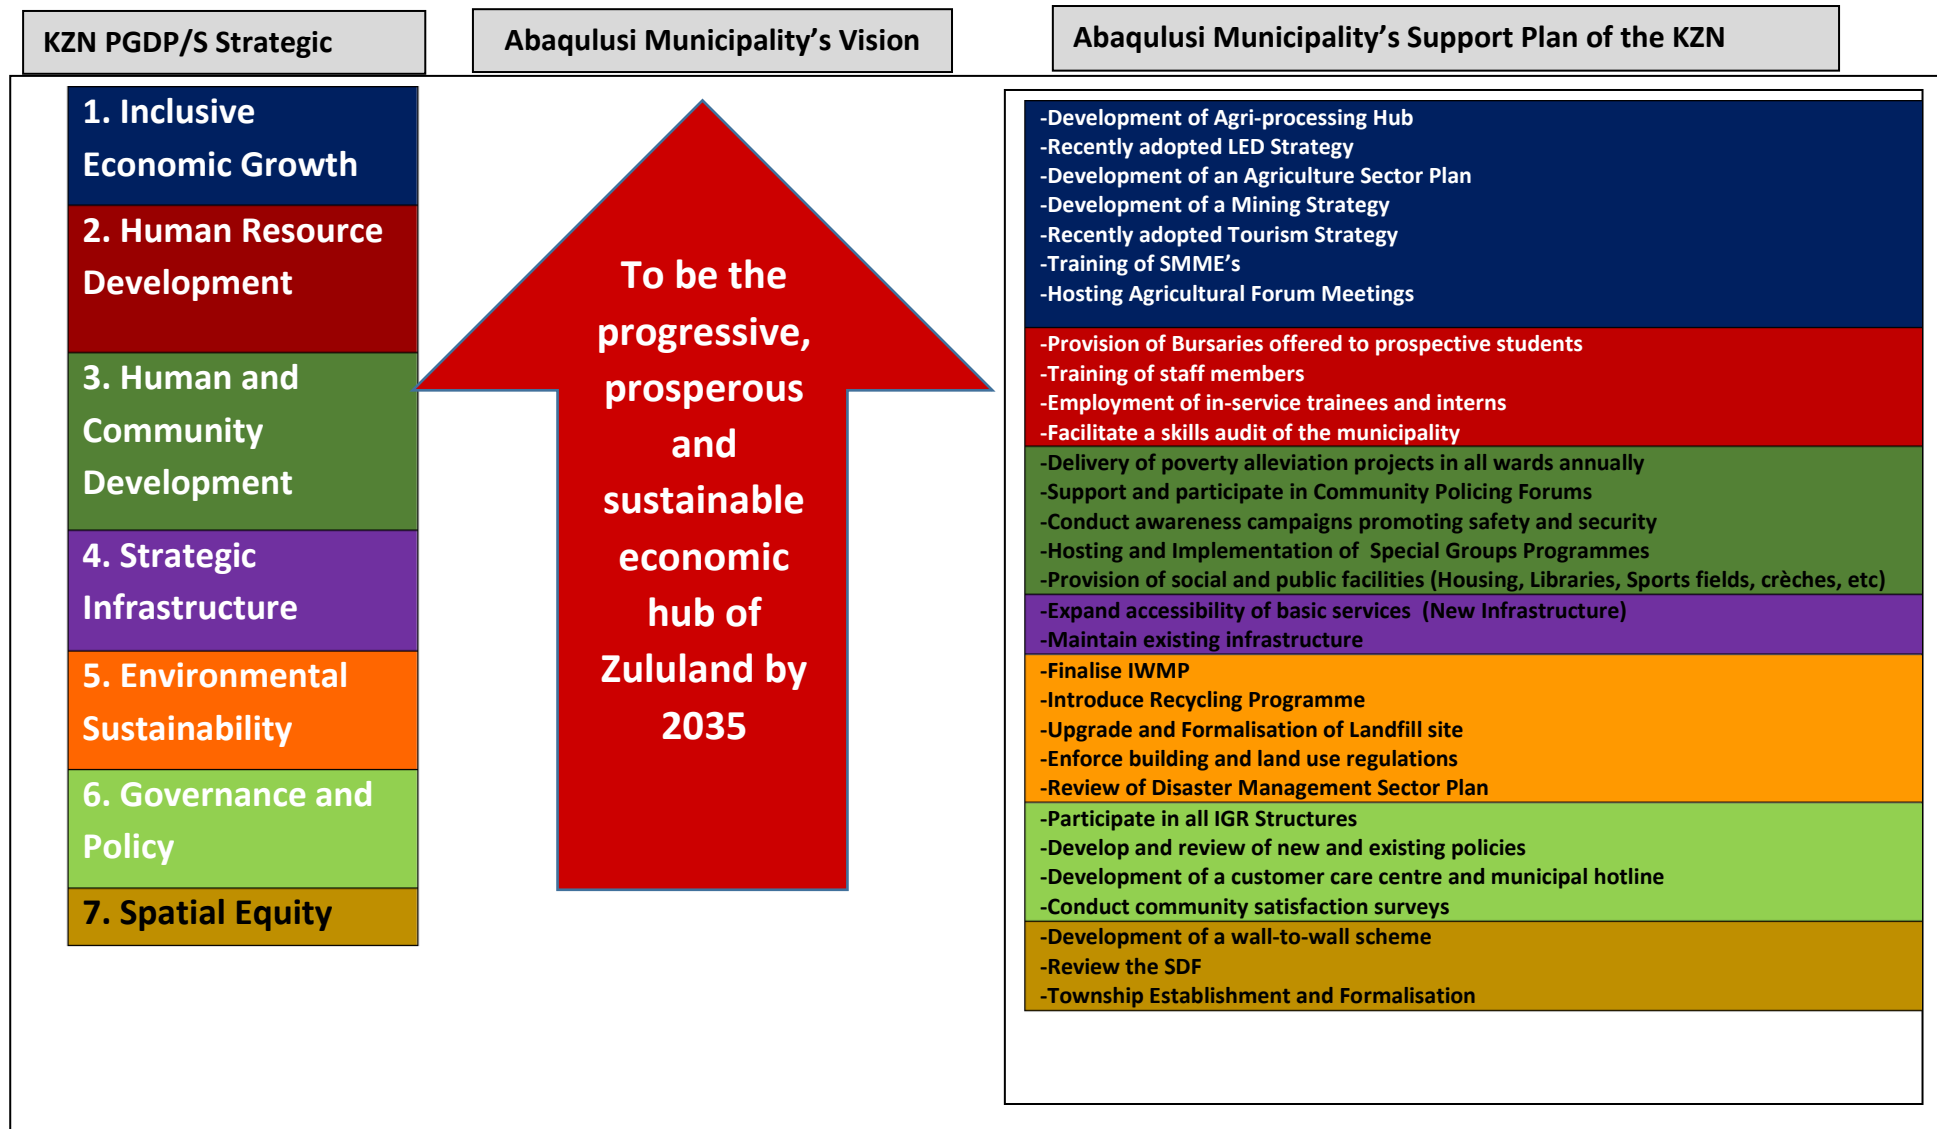 KZN PGDP/S Strategic
Abaqulusi Municipality’s Vision
Abaqulusi Municipality’s Support Plan of the KZN
1. Inclusive
Economic Growth
2. Human Resource
Development
3. Human and
Community
Development
4. Strategic
Infrastructure
5. Environmental
Sustainability
6. Governance and
Policy
7. Spatial Equity
To be the
progressive,
prosperous
and
sustainable
economic
hub of
Zululand by
2035
-Development of Agri-processing Hub
-Recently adopted LED Strategy
-Development of an Agriculture Sector Plan
-Development of a Mining Strategy
-Recently adopted Tourism Strategy
-Training of SMME’s
-Hosting Agricultural Forum Meetings
-Provision of Bursaries offered to prospective students
-Training of staff members
-Employment of in-service trainees and interns
-Facilitate a skills audit of the municipality
-Delivery of poverty alleviation projects in all wards annually
-Support and participate in Community Policing Forums
-Conduct awareness campaigns promoting safety and security
-Hosting and Implementation of  Special Groups Programmes
-Provision of social and public facilities (Housing, Libraries, Sports fields, crèches, etc)
-Expand accessibility of basic services  (New Infrastructure)
-Maintain existing infrastructure
-Finalise IWMP
-Introduce Recycling Programme
-Upgrade and Formalisation of Landfill site
-Enforce building and land use regulations
-Review of Disaster Management Sector Plan
-Participate in all IGR Structures
-Develop and review of new and existing policies
-Development of a customer care centre and municipal hotline
-Conduct community satisfaction surveys
-Development of a wall-to-wall scheme
-Review the SDF
-Township Establishment and Formalisation